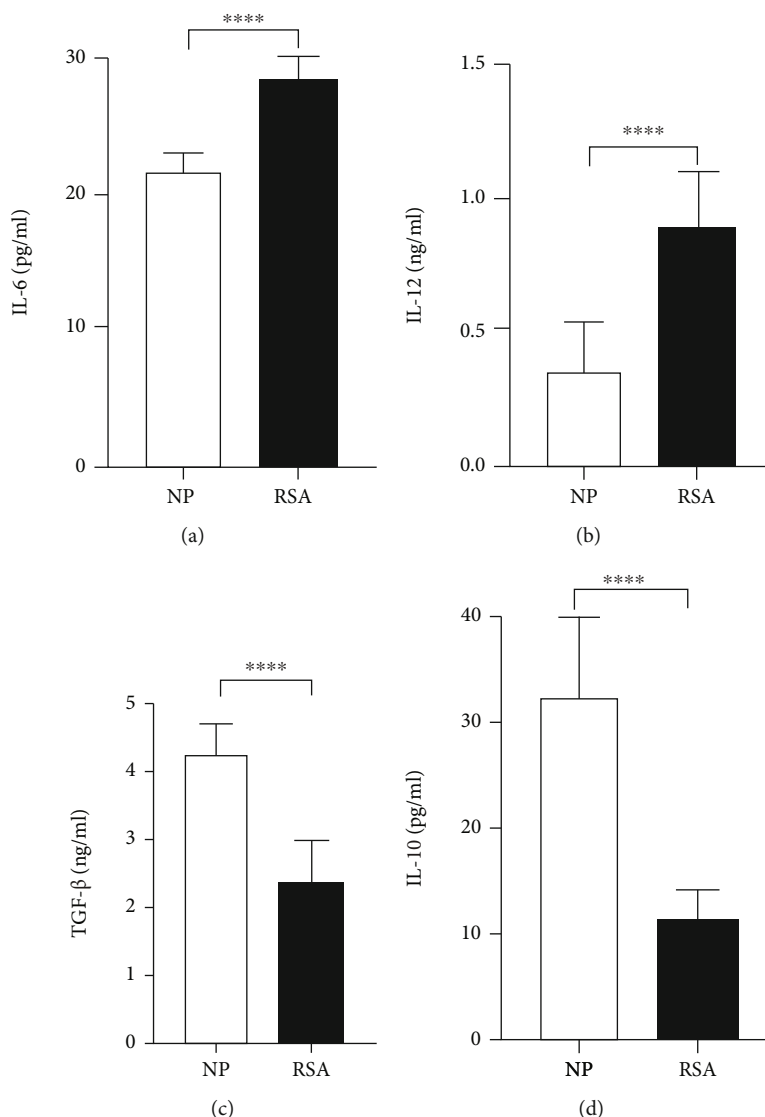 ****
30
20
10
0
IL-6 (pg/ml)
NP
RSA
(a)
****
1.5
1.0
0.5
0.0
IL-12 (ng/ml)
NP
RSA
(b)
****
5
4
3
2
1
0
TGF-β (ng/ml)
NP
RSA
(c)
****
40
30
20
10
0
IL-10 (pg/ml)
NP
RSA
(d)